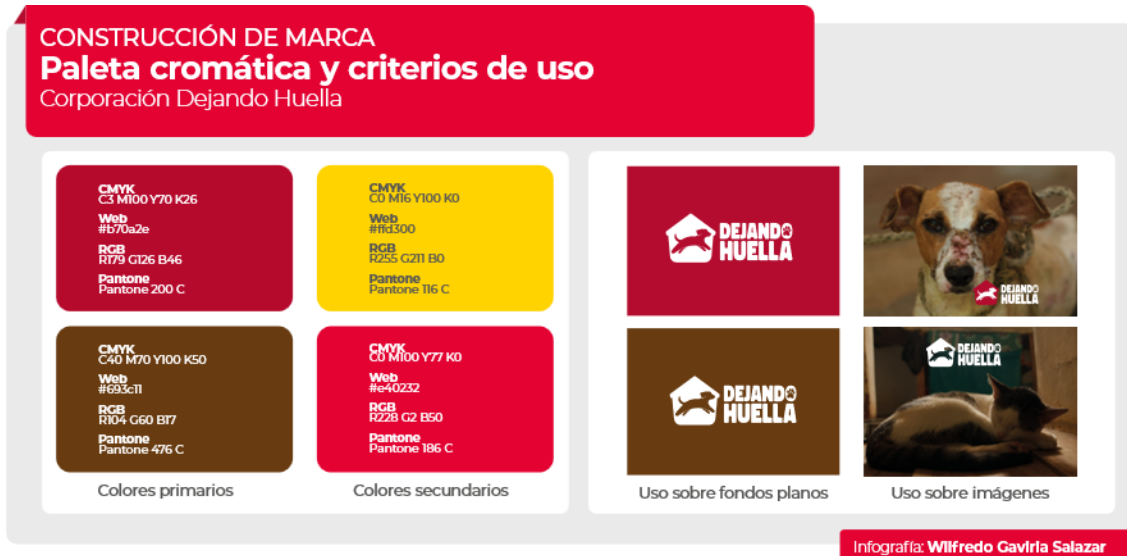 CONSTRUCCIÓN DE MARCA
Paleta cromática y criterios de uso
Corporación Dejando Huella
CMYK
C3 M100 Y70 K26
Web
#b70a2e
RGB
R179 G126 B46
Pantone
Pantone 200 C
CMYK
C0 M16 Y100 K0
Web
#ffd300
RGB
R255 G211 B0
Pantone
Pantone 116 C
CMYK
C40 M70 Y100 K50
Web
#693c11
RGB
R104 G60 B17
Pantone
Pantone 476 C
CMYK
C0 M100 Y77 K0
Web
#e40232
RGB
R228 G2 B50
Pantone
Pantone 186 C
Colores primarios
Colores secundarios
DEJANDO
HUELLA
DEJANDO
HUELLA
DEJANDO
HUELLA
DEJANDO
HUELLA
Uso sobre fondos planos
Uso sobre imágenes
Infografía: Wilfredo Gaviria Salazar